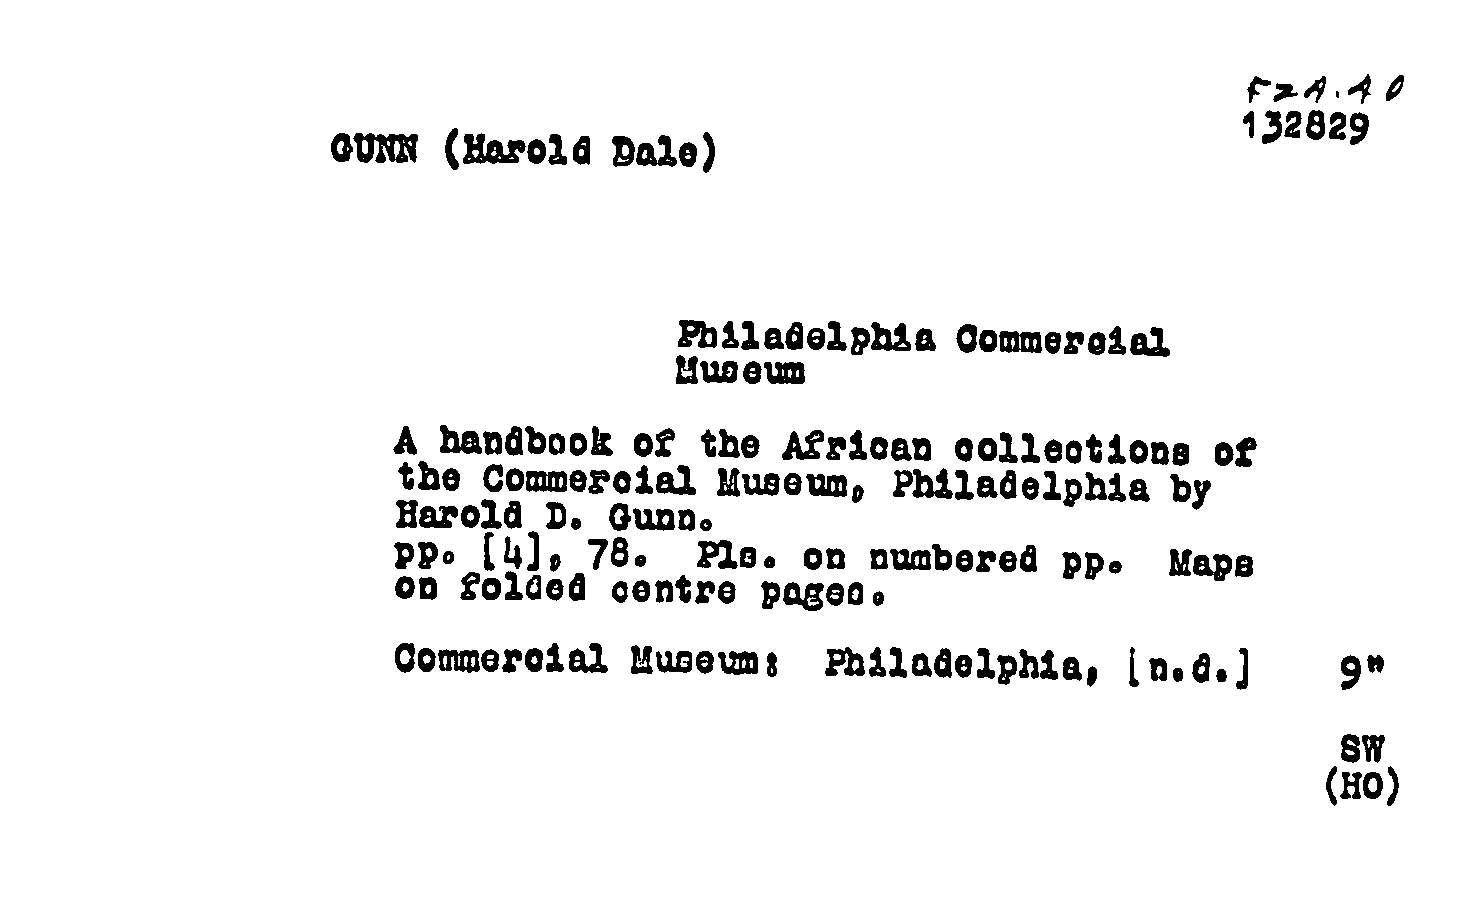 FZA.AO
132829
GUNN (Harold Dale)
Philadelphia Commercial
Museum
A handbook of the African collections of
the Commercial Museum, Philadelphia by
Harold D. Gunn.
pp. [4], 78. Pls. on numbered pp. Maps
on folded centre pages.
Commercial Museum: Philadelphia, [n.d.] 9"
SW
(HO)